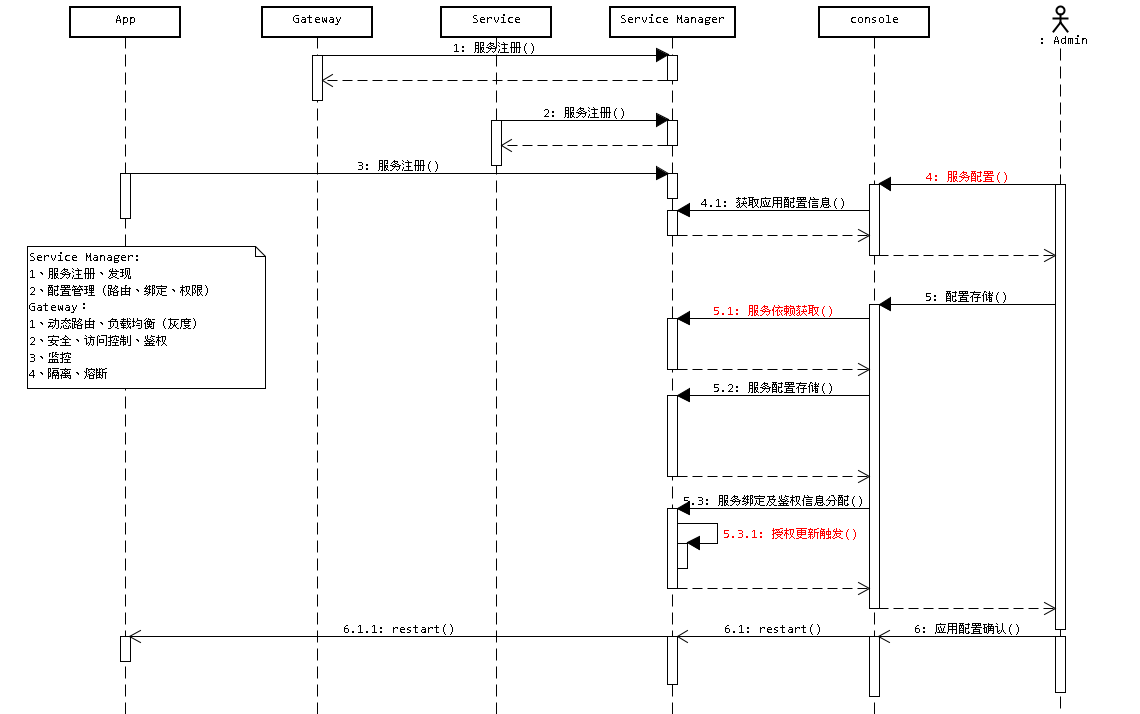 App
Gateway
Service
Service Manager
console
: Admin
1: 服务注册()
2: 服务注册()
3: 服务注册()
4: 服务配置()
4.1: 获取应用配置信息()
Service Manager:
1、服务注册、发现
2、配置管理（路由、绑定、权限）
Gateway：
1、动态路由、负载均衡（灰度）
2、安全、访问控制、鉴权
3、监控
4、隔离、熔断
5: 配置存储()
5.1: 服务依赖获取()
5.2: 服务配置存储()
5.3: 服务绑定及鉴权信息分配()
5.3.1: 授权更新触发()
6.1.1: restart()
6.1: restart()
6: 应用配置确认()